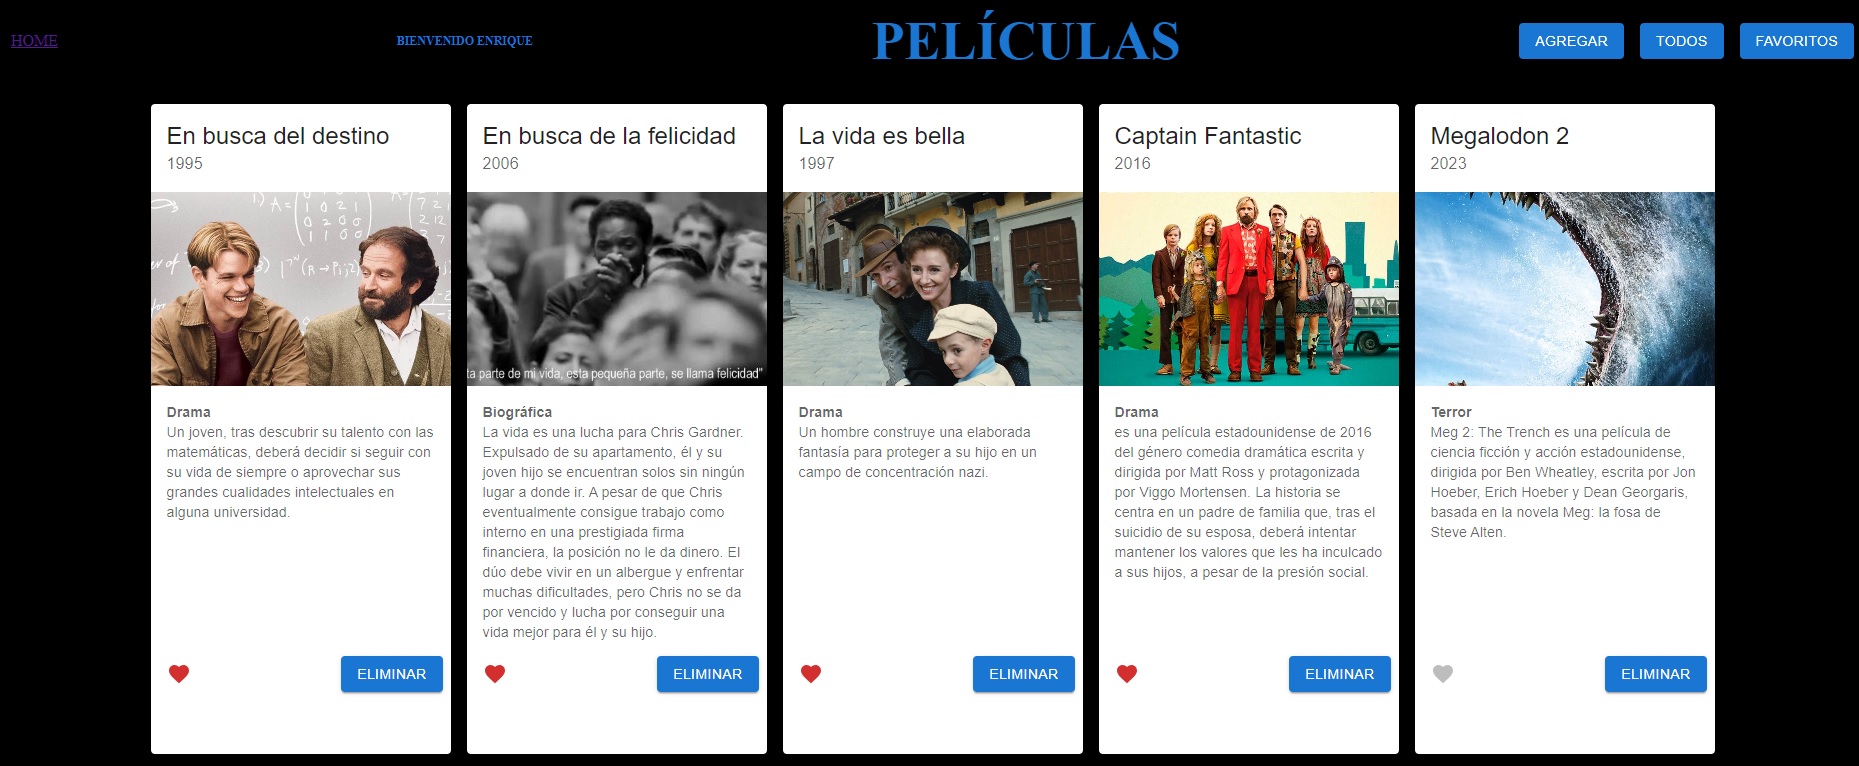 HOME
BIENVENIDO ENRIQUE
PELÍCULAS
AGREGAR
TODOS
FAVORITOS
En busca del destino
1995
Drama
Un joven, tras descubrir su talento con las
matemáticas, deberá decidir si seguir con
su vida de siempre o aprovechar sus
grandes cualidades intelectuales en
alguna universidad.
ELIMINAR
En busca de la felicidad
2006
ta parte de mi vida, esta pequeña parte, se llama felicidad"
Biográfica
La vida es una lucha para Chris Gardner.
Expulsado de su apartamento, él y su
joven hijo se encuentran solos sin ningún
lugar a donde ir. A pesar de que Chris
eventualmente consigue trabajo como
interno en una prestigiada firma
financiera, la posición no le da dinero. El
dúo debe vivir en un albergue y enfrentar
muchas dificultades, pero Chris no se da
por vencido y lucha por conseguir una
vida mejor para él y su hijo.
ELIMINAR
La vida es bella
1997
Drama
Un hombre construye una elaborada
fantasía para proteger a su hijo en un
campo de concentración nazi.
ELIMINAR
Captain Fantastic
2016
Drama
es una película estadounidense de 2016
del género comedia dramática escrita y
dirigida por Matt Ross y protagonizada
por Viggo Mortensen. La historia se
centra en un padre de familia que, tras el
suicidio de su esposa, deberá intentar
mantener los valores que les ha inculcado
a sus hijos, a pesar de la presión social.
ELIMINAR
Megalodon 2
2023
Terror
Meg 2: The Trench es una película de
ciencia ficción y acción estadounidense,
dirigida por Ben Wheatley, escrita por Jon
Hoeber, Erich Hoeber y Dean Georgaris,
basada en la novela Meg: la fosa de
Steve Alten.
ELIMINAR